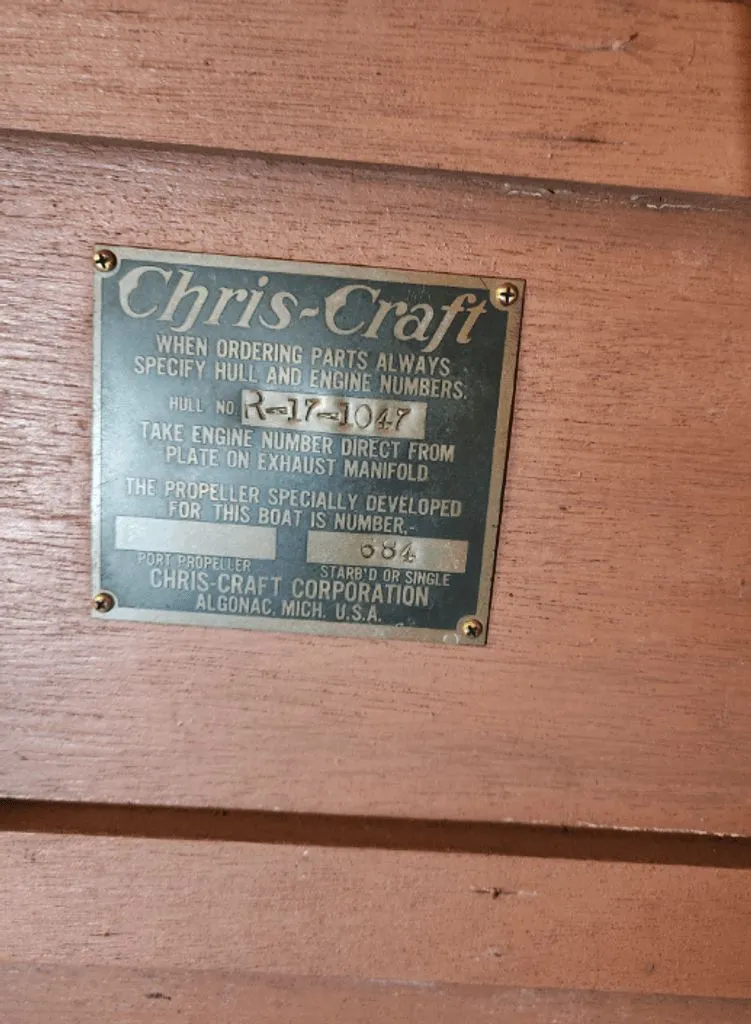 Chris-Craft
WHEN ORDERING PARTS ALWAYS
SPECIFY HULL AND ENGINE NUMBERS.
HULL NO. R-17-1047
TAKE ENGINE NUMBER DIRECT FROM
PLATE ON EXHAUST MANIFOLD
THE PROPELLER SPECIALLY DEVELOPED
FOR THIS BOAT IS NUMBER,-
684
PORT PROPELLER STARB'D OR SINGLE
CHRIS-CRAFT CORPORATION
ALGONAC, MICH. U.S.A.